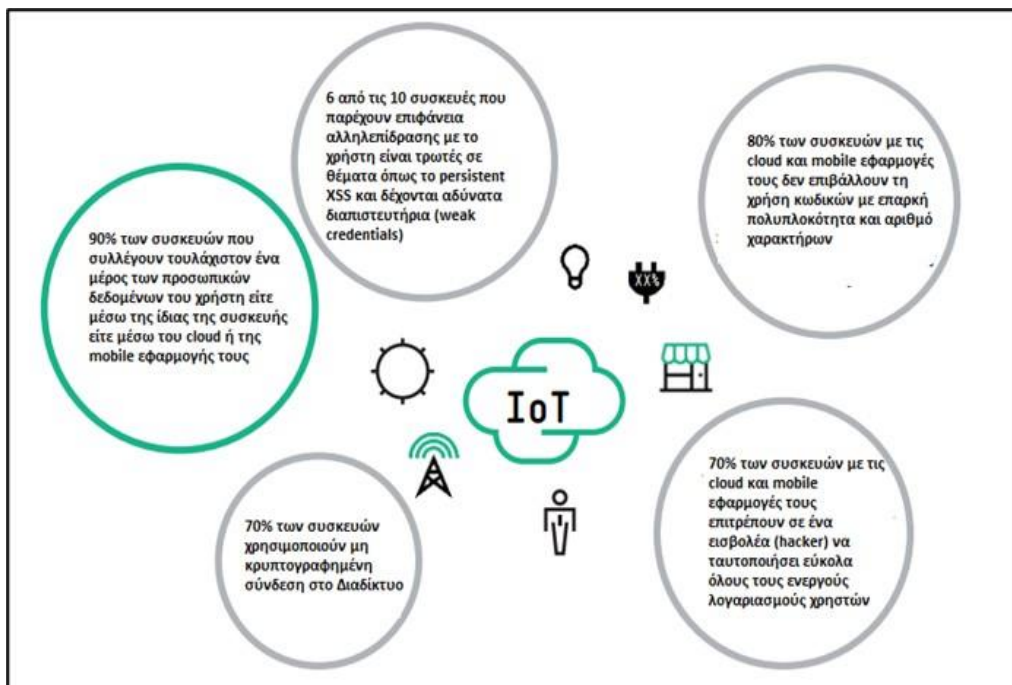 6 από τις 10 συσκευές που
παρέχουν επιφάνεια
αλληλεπίδρασης με το
χρήστη είναι τρωτές σε
θέματα όπως το persistent
XSS και δέχονται αδύνατα
διαπιστευτήρια (weak
credentials)
80% των συσκευών με τις
cloud και mobile εφαρμογές
τους δεν επιβάλλουν τη
χρήση κωδικών με επαρκή
πολυπλοκότητα και αριθμό
χαρακτήρων
90% των συσκευών που
συλλέγουν τουλάχιστον ένα
μέρος των προσωπικών
δεδομένων του χρήστη είτε
μέσω της ίδιας της συσκευής
είτε μέσω του cloud ή της
mobile εφαρμογής τους
XX%
IoT
70% των συσκευών
χρησιμοποιούν μη
κρυπτογραφημένη
σύνδεση στο Διαδίκτυο
70% των συσκευών με τις
cloud και mobile
εφαρμογές τους
επιτρέπουν σε ένα
εισβολέα (hacker) να
ταυτοποιήσει εύκολα
όλους τους ενεργούς
λογαριασμούς χρηστών